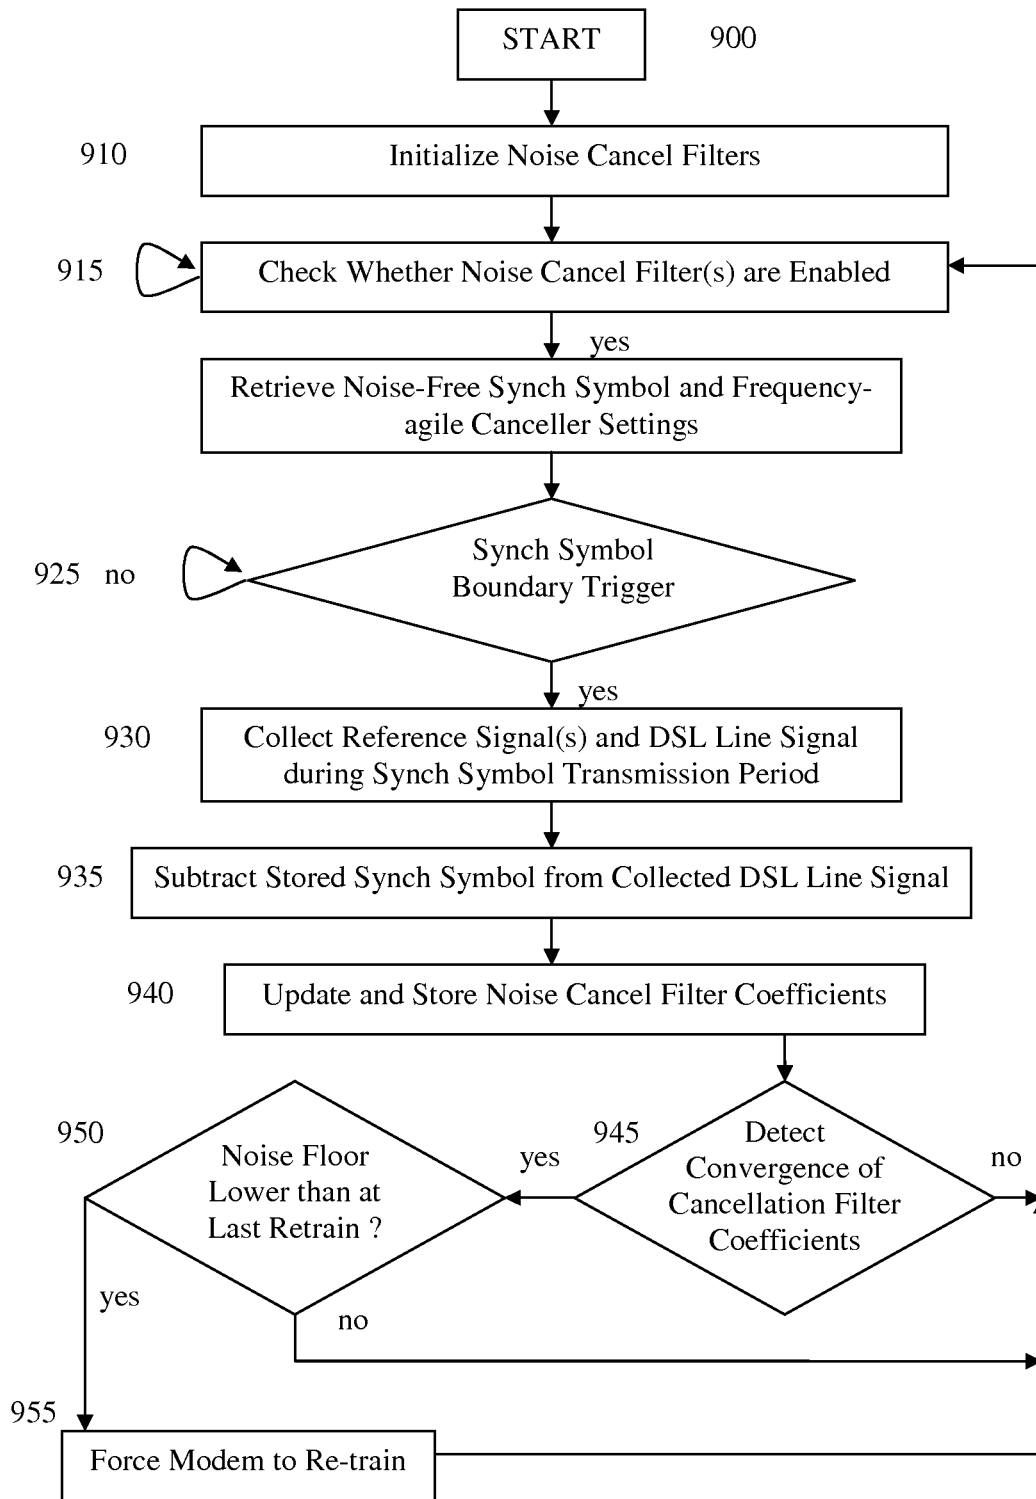 START
900
910
Initialize Noise Cancel Filters
915
Check Whether Noise Cancel Filter(s) are Enabled
yes
Retrieve Noise-Free Synch Symbol and Frequency-
agile Canceller Settings
925 no
Synch Symbol
Boundary Trigger
yes
930
Collect Reference Signal(s) and DSL Line Signal
during Synch Symbol Transmission Period
935
Subtract Stored Synch Symbol from Collected DSL Line Signal
940
Update and Store Noise Cancel Filter Coefficients
945
Detect
Convergence of
Cancellation Filter
Coefficients
no
yes
950
Noise Floor
Lower than at
Last Retrain ?
yes
no
955
Force Modem to Re-train